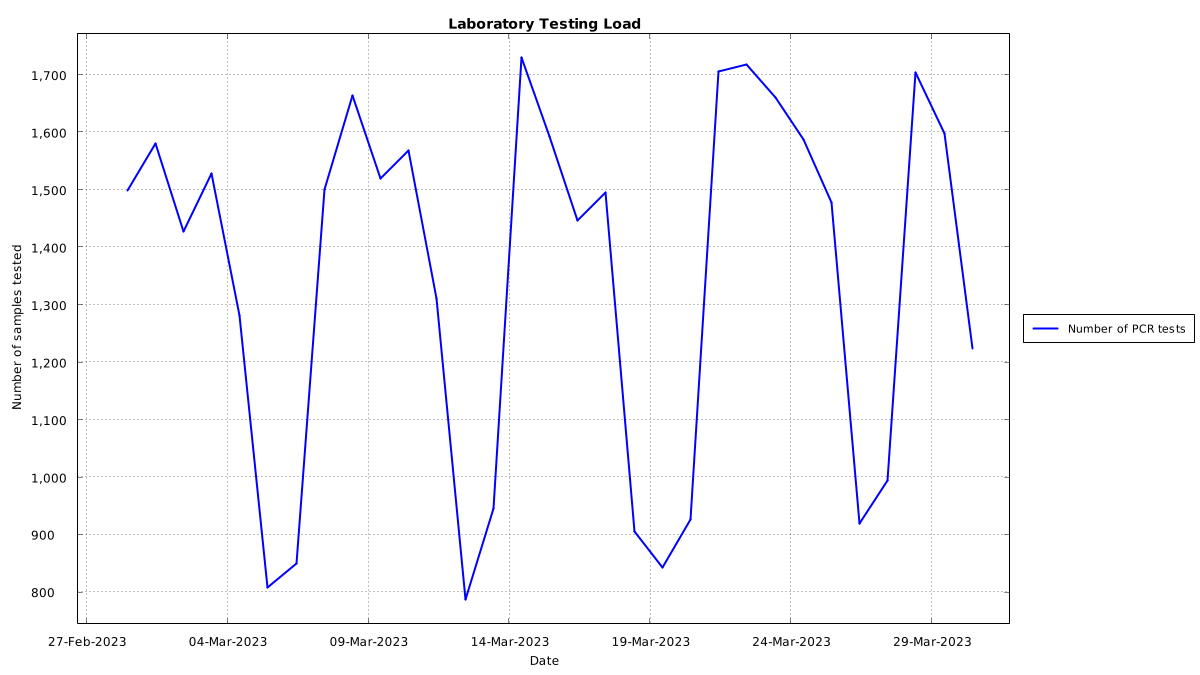 Laboratory Testing Load
Number of samples tested
1,700
1,600
1,500
1,400
1,300
1,200
1,100
1,000
900
800
27-Feb-2023 04-Mar-2023 09-Mar-2023 14-Mar-2023 19-Mar-2023 24-Mar-2023 29-Mar-2023
Date
Number of PCR tests